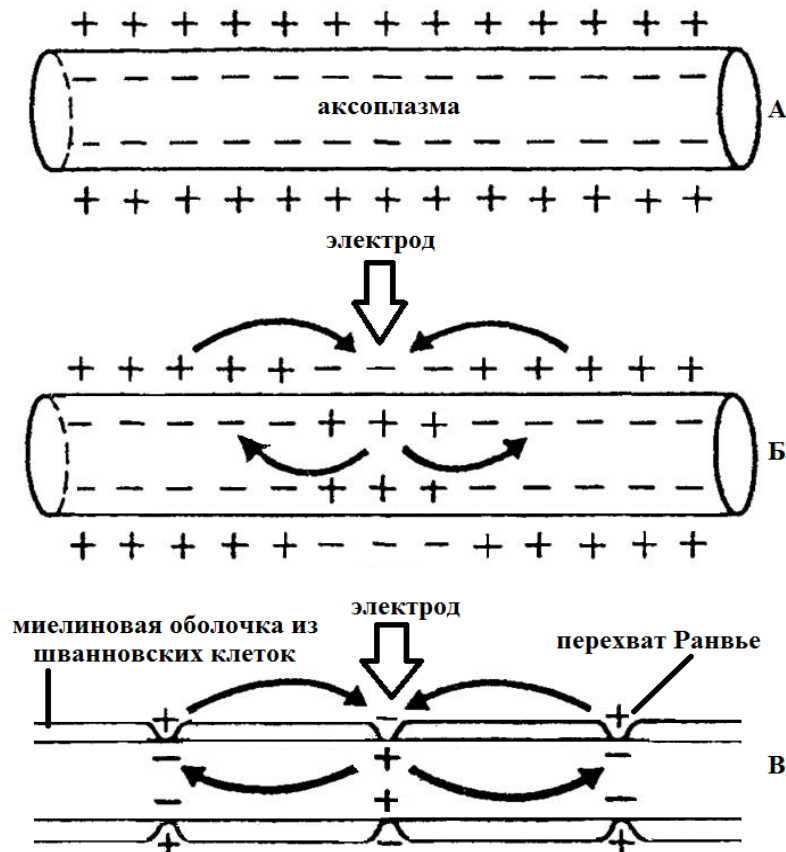 аксоплазма
А
электрод
Б
электрод
миелиновая оболочка из
шванновских клеток
перехват Ранвье
В